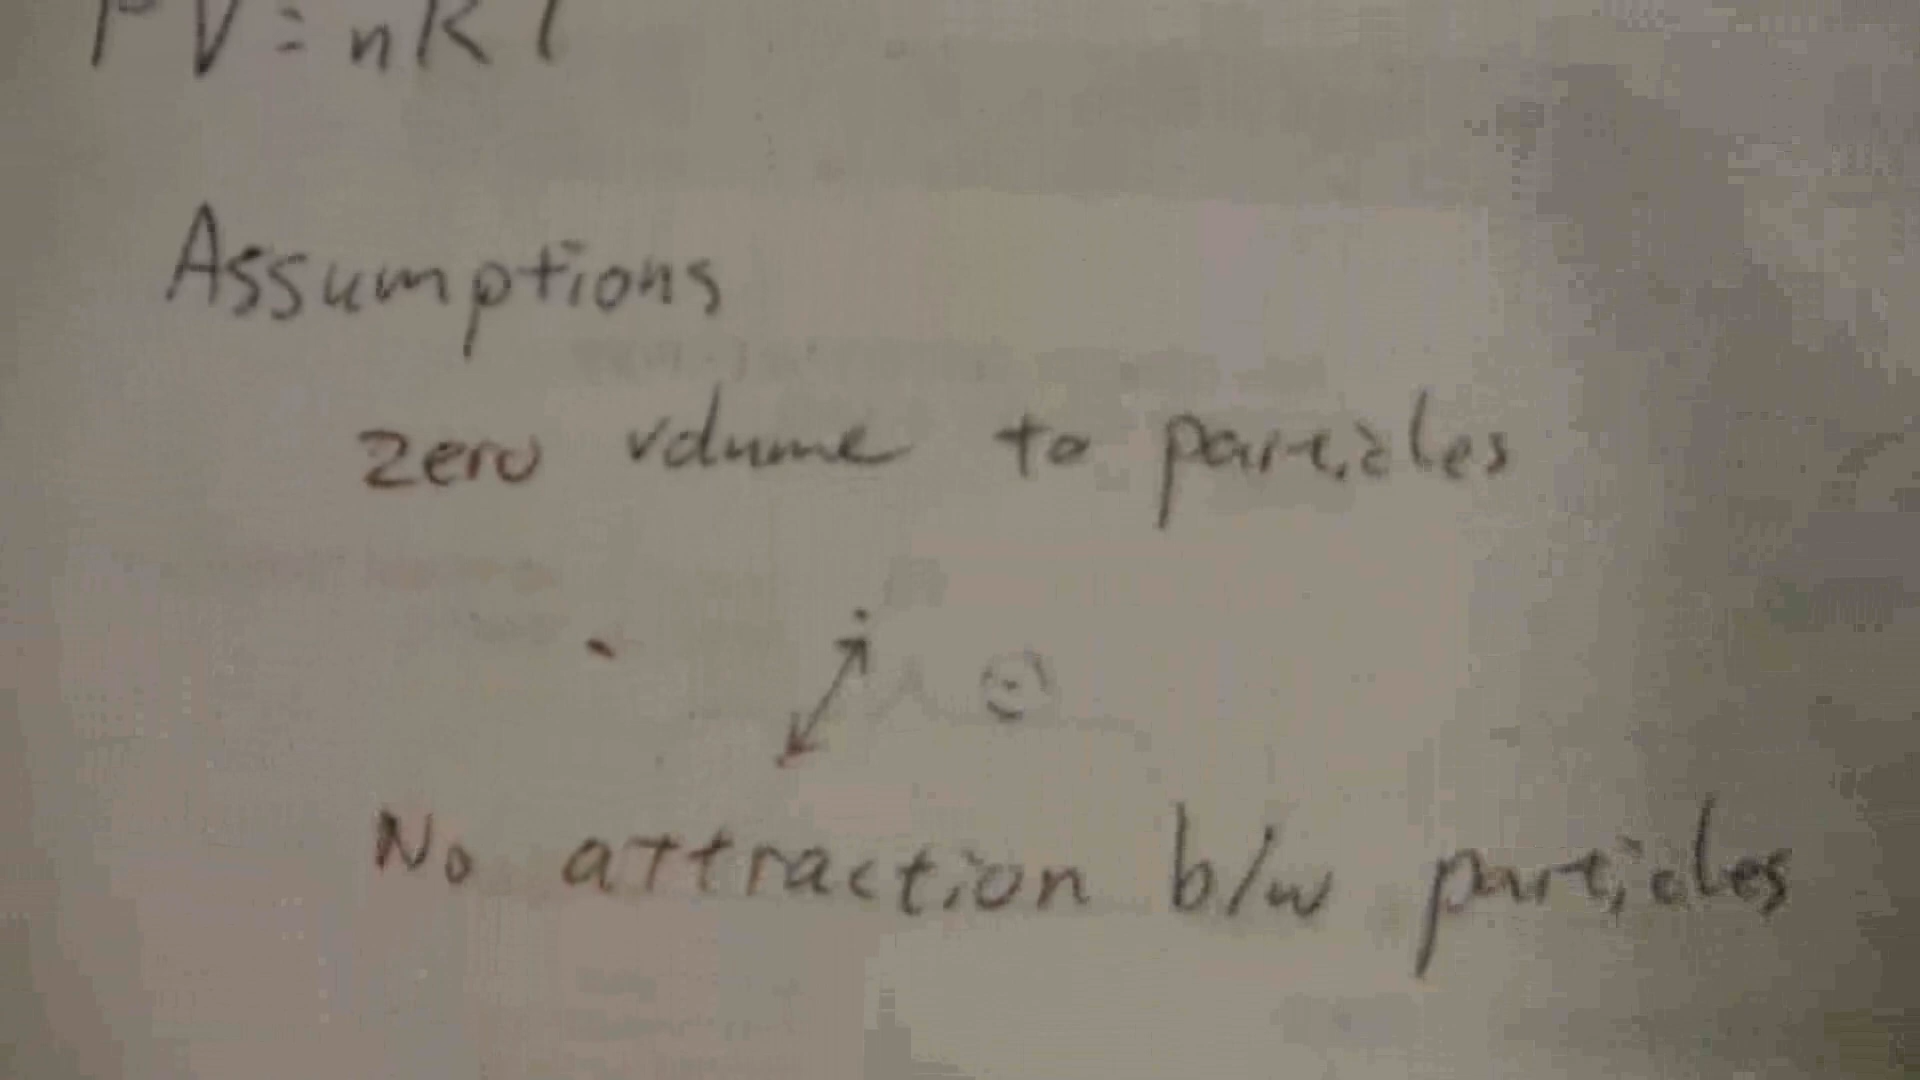 PV = nRT
Assumptions
zero volume to particles
No attraction b/w particles